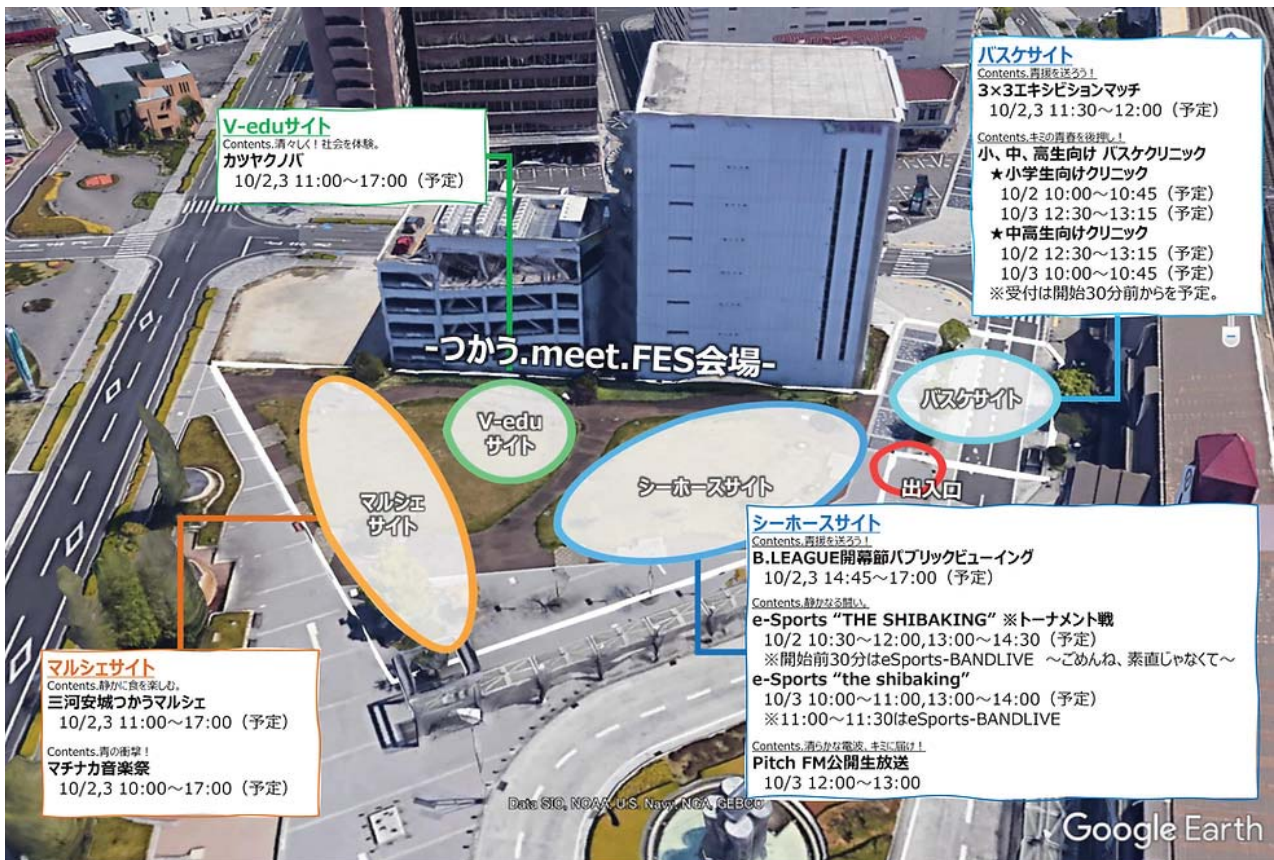 V-eduサイト
Contents.清々しく！社会を体験。
カツヤクノバ
10/2,3 11:00～17:00（予定）
バスケサイト
Contents.青援を送ろう！
3×3エキシビションマッチ
10/2,3 11:30～12:00（予定）
Contents.キミの青春を後押し！
小、中、高生向け バスケクリニック
★小学生向けクリニック
10/2 10:00～10:45（予定）
10/3 12:30～13:15（予定）
★中高生向けクリニック
10/2 12:30～13:15（予定）
10/3 10:00～10:45（予定）
※受付は開始30分前からを予定。
-つかう.meet.FES会場-
マルシェ
サイト
V-edu
サイト
シーホースサイト
バスケサイト
出入口
マルシェサイト
Contents.静かに食を楽しむ。
三河安城つかうマルシェ
10/2,3 11:00～17:00（予定）
Contents.青の衝撃！
マチナカ音楽祭
10/2,3 10:00～17:00（予定）
シーホースサイト
Contents.青援を送ろう！
B.LEAGUE開幕節パブリックビューイング
10/2,3 14:45～17:00（予定）
Contents.静かなる闘い。
e-Sports “THE SHIBAKING” ※トーナメント戦
10/2 10:30～12:00,13:00～14:30（予定）
※開始前30分はeSports-BANDLIVE ～ごめんね、素直じゃなくて～
e-Sports “the shibaking”
10/3 10:00～11:00,13:00～14:00（予定）
※11:00～11:30はeSports-BANDLIVE
Contents.清らかな電波、キミに届け！
Pitch FM公開生放送
10/3 12:00～13:00
Data SIO, NOAA, U.S. Navy, NGA, GEBCO
Google Earth